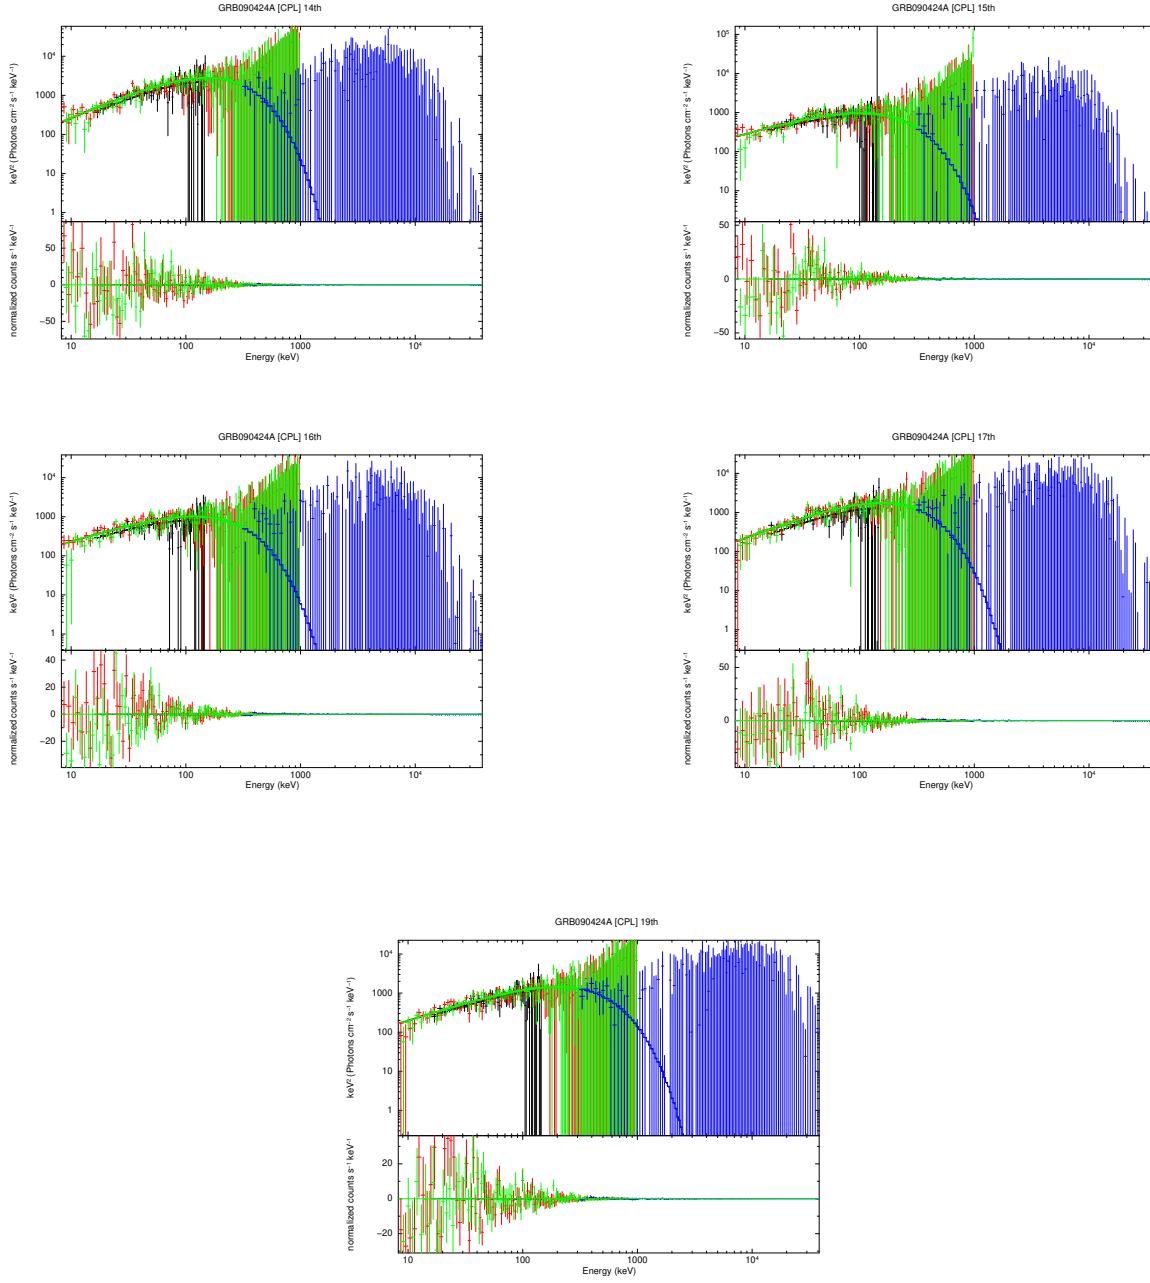 GRB090424A [CPL] 14th
keV² (Photons cm⁻² s⁻¹ keV⁻¹)
10⁴
1000
100
10
1
normalized counts s⁻¹ keV⁻¹
50
0
−50
10 100 1000 10⁴
Energy (keV)
GRB090424A [CPL] 15th
keV² (Photons cm⁻² s⁻¹ keV⁻¹)
10⁵
10⁴
1000
100
10
normalized counts s⁻¹ keV⁻¹
50
0
−50
10 100 1000 10⁴
Energy (keV)
GRB090424A [CPL] 16th
keV² (Photons cm⁻² s⁻¹ keV⁻¹)
10⁴
1000
100
10
1
normalized counts s⁻¹ keV⁻¹
40
20
0
−20
10 100 1000 10⁴
Energy (keV)
GRB090424A [CPL] 17th
keV² (Photons cm⁻² s⁻¹ keV⁻¹)
10⁴
1000
100
10
1
normalized counts s⁻¹ keV⁻¹
50
0
10 100 1000 10⁴
Energy (keV)
GRB090424A [CPL] 19th
keV² (Photons cm⁻² s⁻¹ keV⁻¹)
10⁴
1000
100
10
1
normalized counts s⁻¹ keV⁻¹
20
0
−20
10 100 1000 10⁴
Energy (keV)